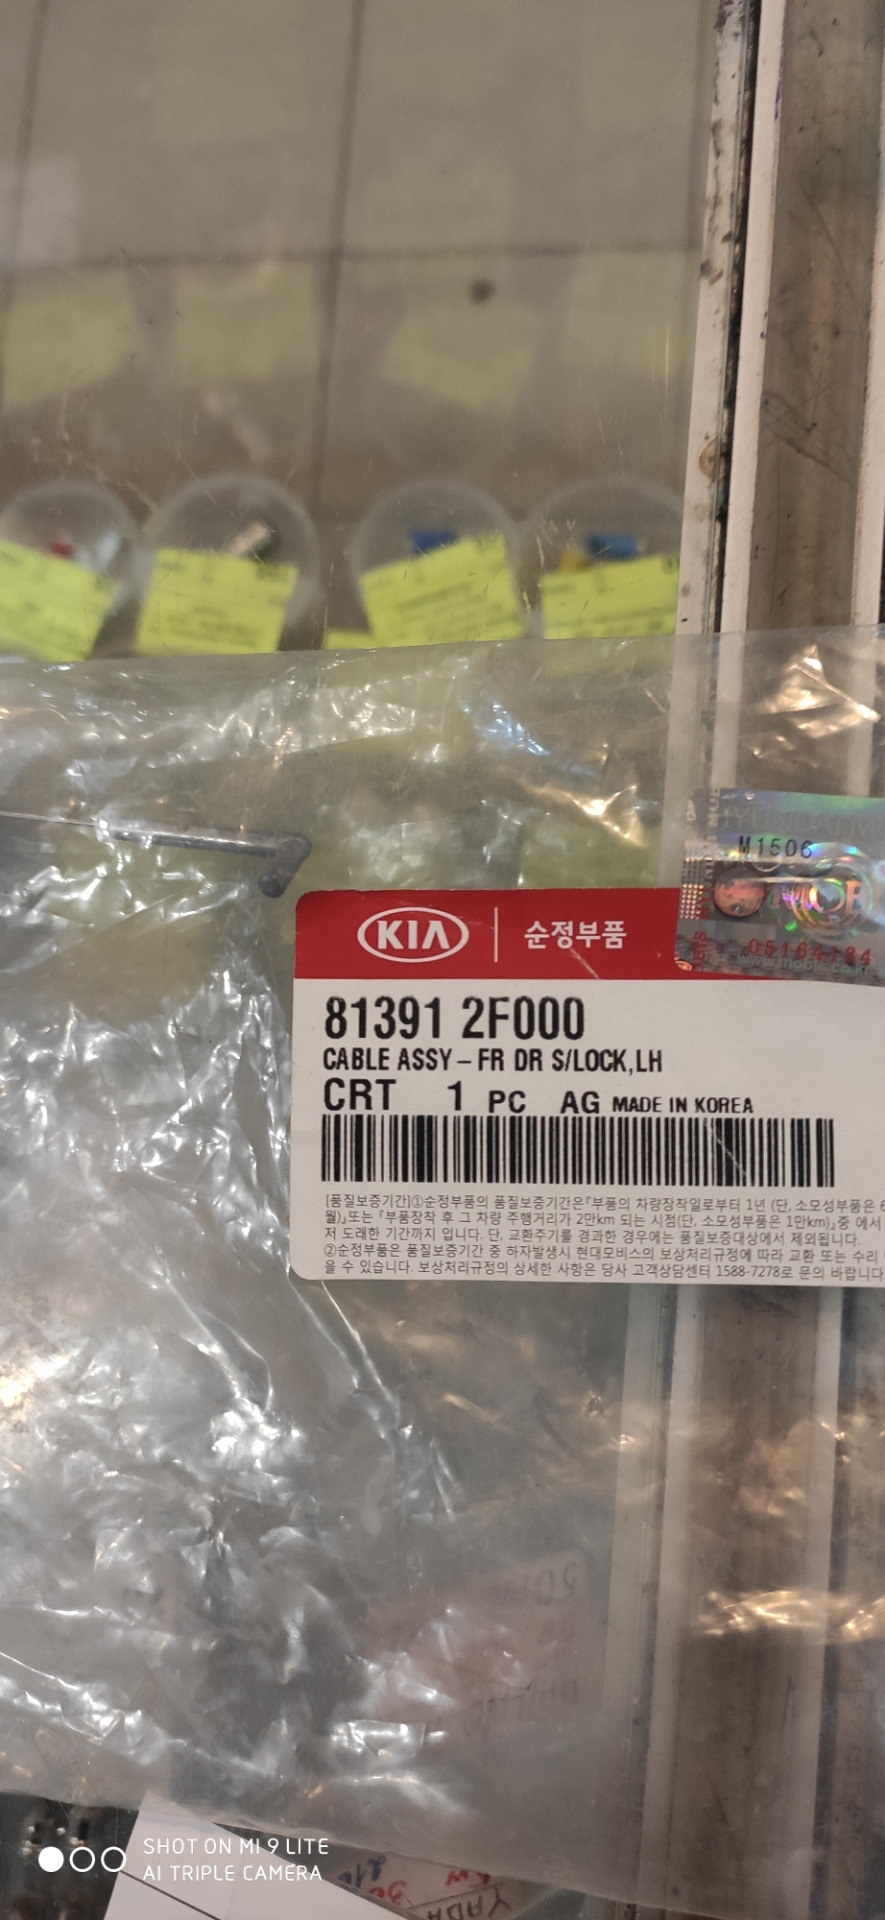 M1506
KIA 순정부품
05164184
www.mobis.co.kr
81391 2F000
CABLE ASSY – FR DR S/LOCK,LH
CRT 1 PC AG MADE IN KOREA
[품질보증기간]①순정부품의 품질보증기간은「부품의 차량장착일로부터 1년 (단, 소모성부품은 6
월)」또는 「부품장착 후 그 차량 주행거리가 2만km 되는 시점(단, 소모성부품은 1만km)」중 에서
저 도래한 기간까지 입니다. 단, 교환주기를 경과한 경우에는 품질보증대상에서 제외됩니다.
②순정부품은 품질보증기간 중 하자발생시 현대모비스의 보상처리규정에 따라 교환 또는 수리
을 수 있습니다. 보상처리규정의 상세한 사항은 당사 고객상담센터 1588-7278로 문의 바랍니다
SHOT ON MI 9 LITE
AI TRIPLE CAMERA